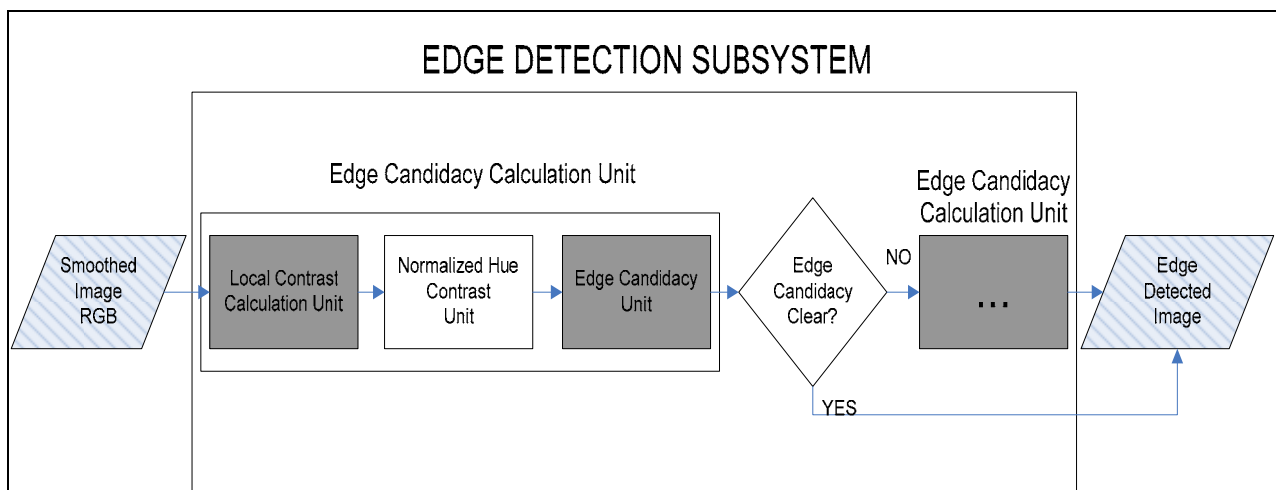 EDGE DETECTION SUBSYSTEM
Edge Candidacy Calculation Unit
Edge Candidacy
Calculation Unit
Smoothed
Image
RGB
Local Contrast
Calculation Unit
Normalized Hue
Contrast
Unit
Edge Candidacy
Unit
Edge
Candidacy
Clear?
NO
...
Edge
Detected
Image
YES